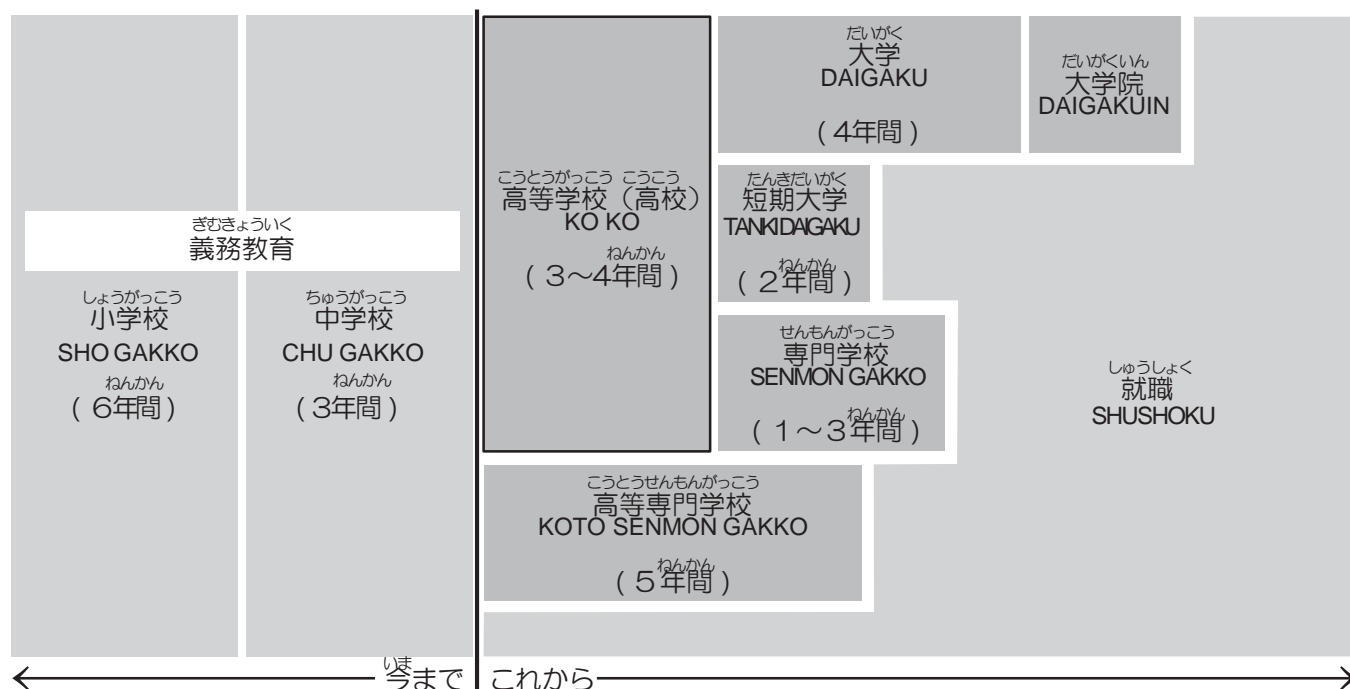 ぎむきょういく
義務教育
しょうがっこう
小学校
SHO GAKKO
ねんかん
( 6年間 )
ちゅうがっこう
中学校
CHU GAKKO
ねんかん
( 3年間 )
こうとうがっこう こうこう
高等学校(高校)
KO KO
ねんかん
( 3〜4年間 )
だいがく
大学
DAIGAKU
( 4年間 )
だいがくいん
大学院
DAIGAKUIN
たんきだいがく
短期大学
TANKIDAIGAKU
ねんかん
( 2年間 )
せんもんがっこう
専門学校
SENMON GAKKO
ねんかん
( 1〜3年間 )
こうとうせんもんがっこう
高等専門学校
KOTO SENMON GAKKO
ねんかん
( 5年間 )
しゅうしょく
就職
SHUSHOKU
いま
今まで
これから